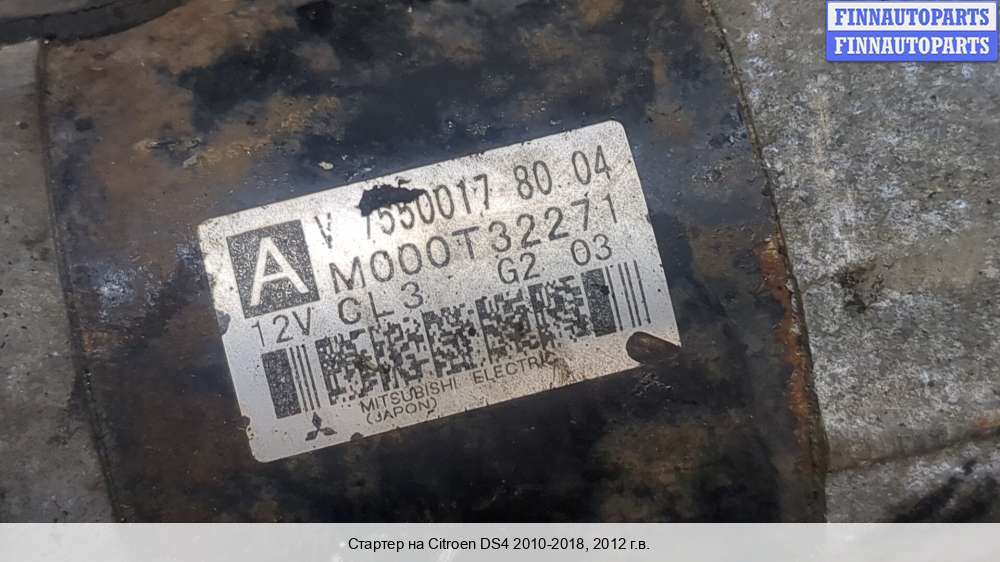 FINNAUTOPARTS
FINNAUTOPARTS
A
V 7550017 80 04
M000T32271
12V CL3 G2 03
MITSUBISHI ELECTRIC
(JAPON)
Стартер на Citroen DS4 2010-2018, 2012 г.в.